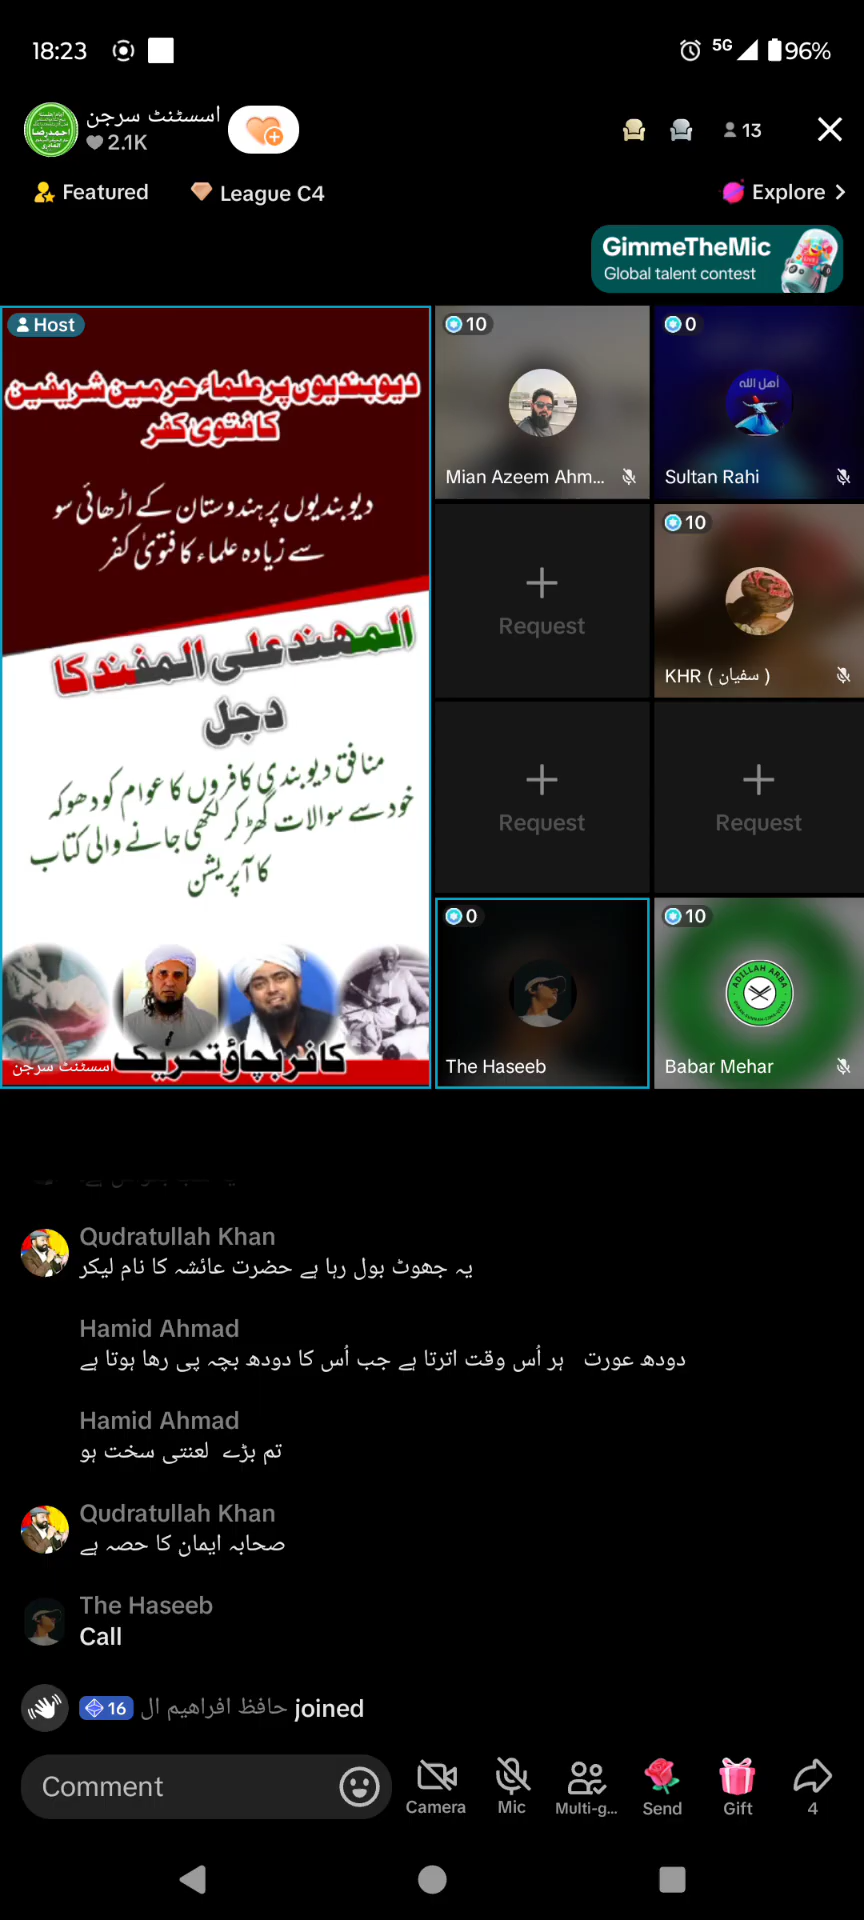 18:23
5G
96%
اسسٹنٹ سرجن
2.1K
13
Featured
League C4
Explore
GimmeTheMic
Global talent contest
Host
دیوبندیوں پر علماء حرمین شریفین
کا فتویٰ کفر
دیوبندیوں پر ہندوستان کے اڑھائی سو
سے زیادہ علماء کا فتویٰ کفر
المهند علی المفند کا
دجل
منافق دیوبندی کافروں کا عوام کو دھوکہ
خود سے سوالات گھڑ کر لکھی جانے والی کتاب
کا آپریشن
کافر بچاؤ تحریک
اسسٹنٹ سرجن
10
Mian Azeem Ahm...
0
أهل الله
Sultan Rahi
Request
10
KHR ( سفیان )
Request
Request
0
The Haseeb
10
ADILLAH ARBA
Babar Mehar
Qudratullah Khan
یہ جھوٹ بول رہا ہے حضرت عائشہ کا نام لیکر
Hamid Ahmad
دودھ عورت ہر اُس وقت اترتا ہے جب اُس کا دودھ بچہ پی رھا ہوتا ہے
Hamid Ahmad
تم بڑے لعنتی سخت ہو
Qudratullah Khan
صحابہ ایمان کا حصہ ہے
The Haseeb
Call
16 حافظ افراھیم ال joined
Comment
Camera
Mic
Multi-g...
Send
Gift
4